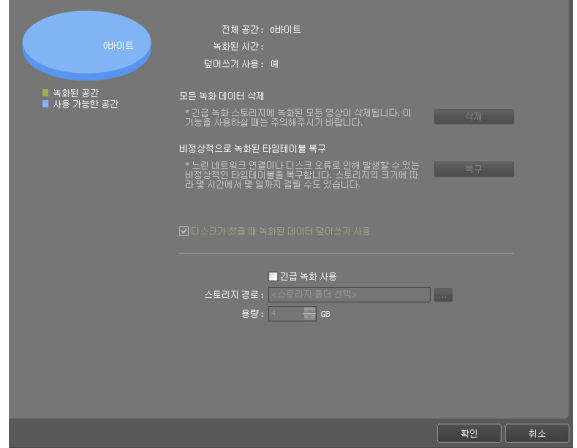 0바이트
녹화된 공간
사용 가능한 공간
전체 공간: 0바이트
녹화된 시간:
덮어쓰기 사용: 예
모든 녹화 데이터 삭제
* 긴급 녹화 스토리지에 녹화된 모든 영상이 삭제됩니다. 이
기능을 사용하실 때는 주의해주시기 바랍니다.
삭제
비정상적으로 녹화된 타임테이블 복구
* 느린 네트워크 연결이나 디스크 오류로 인해 발생할 수 있는
비정상적인 타임테이블을 복구합니다. 스토리지의 크기에 따
라 몇 시간에서 몇 일까지 걸릴 수도 있습니다.
복구
디스크가 찼을 때 녹화된 데이터 덮어쓰기 사용
긴급 녹화 사용
스토리지 경로: <스토리지 폴더 선택> ...
용량: 4 GB
확인 취소